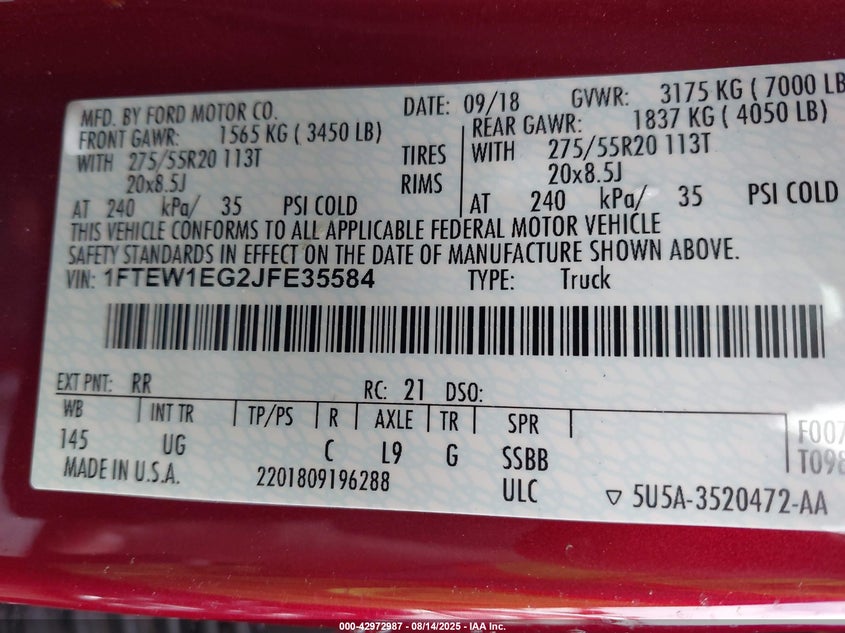 MFD. BY FORD MOTOR CO. DATE: 09/18 GVWR: 3175 KG ( 7000 LB
FRONT GAWR: 1565 KG ( 3450 LB) REAR GAWR: 1837 KG ( 4050 LB)
WITH 275/55R20 113T TIRES WITH 275/55R20 113T
20x8.5J RIMS 20x8.5J
AT 240 kPa/ 35 PSI COLD AT 240 kPa/ 35 PSI COLD
THIS VEHICLE CONFORMS TO ALL APPLICABLE FEDERAL MOTOR VEHICLE
SAFETY STANDARDS IN EFFECT ON THE DATE OF MANUFACTURE SHOWN ABOVE.
VIN: 1FTEW1EG2JFE35584 TYPE: Truck
EXT PNT: RR RC: 21 DSO:
WB INT TR TP/PS R AXLE TR SPR
145 UG C L9 G SSBB F007
MADE IN U.S.A. 2201809196288 ULC T098
5U5A-3520472-AA
000-42972987 - 08/14/2025 - IAA Inc.